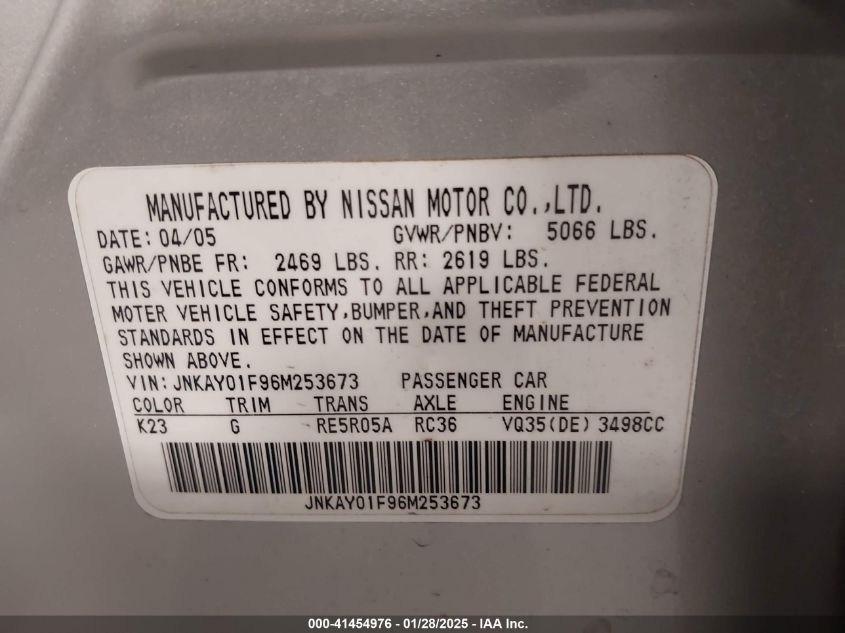 MANUFACTURED BY NISSAN MOTOR CO.,LTD.
DATE: 04/05 GVWR/PNBV: 5066 LBS.
GAWR/PNBE FR: 2469 LBS. RR: 2619 LBS.
THIS VEHICLE CONFORMS TO ALL APPLICABLE FEDERAL
MOTER VEHICLE SAFETY,BUMPER,AND THEFT PREVENTION
STANDARDS IN EFFECT ON THE DATE OF MANUFACTURE
SHOWN ABOVE.
VIN: JNKAY01F96M253673 PASSENGER CAR
COLOR TRIM TRANS AXLE ENGINE
K23 G RE5R05A RC36 VQ35(DE) 3498CC
JNKAY01F96M253673
000-41454976 - 01/28/2025 - IAA Inc.